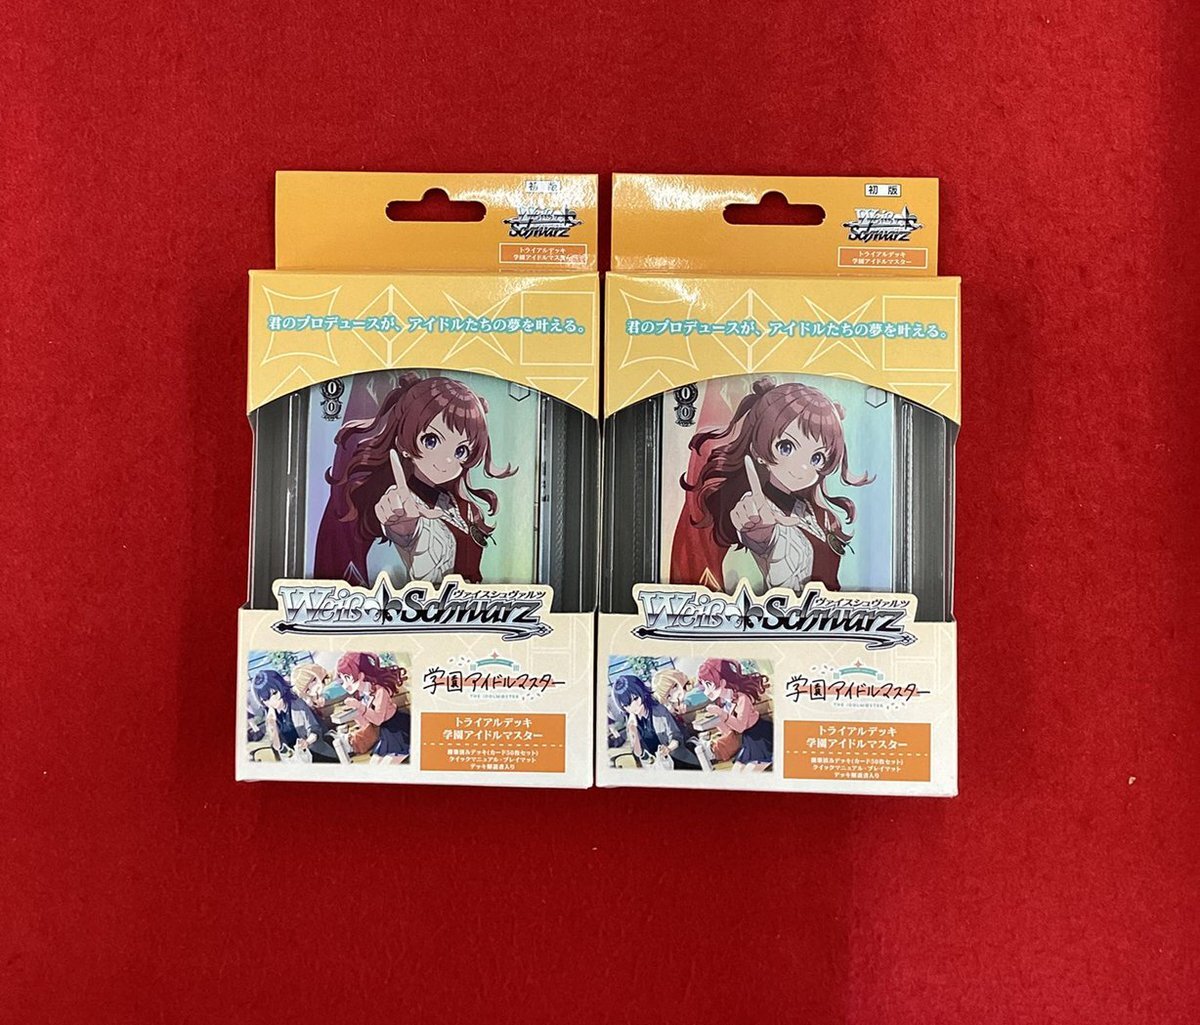 初版
Weiß Schwarz
トライアルデッキ
学園アイドルマスター
君のプロデュースが、アイドルたちの夢を叶える。
0
0
ヴァイスシュヴァルツ
Weiß Schwarz
学園アイドルマスター
THE IDOLM@STER
トライアルデッキ
学園アイドルマスター
構築済みデッキ(カード50枚セット)
クイックマニュアル・プレイマット
デッキ解説書入り
初版
Weiß Schwarz
トライアルデッキ
学園アイドルマスター
君のプロデュースが、アイドルたちの夢を叶える。
0
0
ヴァイスシュヴァルツ
Weiß Schwarz
学園アイドルマスター
THE IDOLM@STER
トライアルデッキ
学園アイドルマスター
構築済みデッキ(カード50枚セット)
クイックマニュアル・プレイマット
デッキ解説書入り